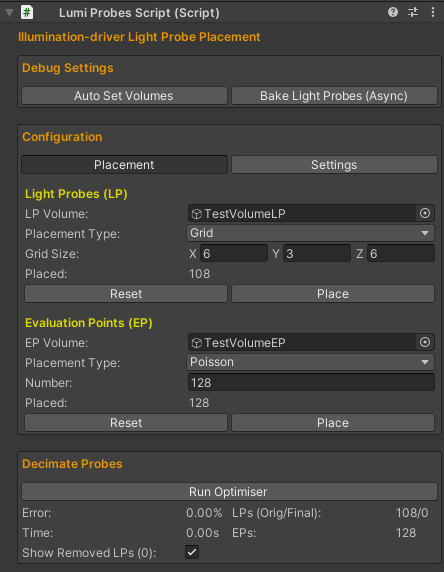 # Lumi Probes Script (Script)
Illumination-driver Light Probe Placement
Debug Settings
Auto Set Volumes Bake Light Probes (Async)
Configuration
Placement Settings
Light Probes (LP)
LP Volume: TestVolumeLP
Placement Type: Grid
Grid Size: X 6 Y 3 Z 6
Placed: 108
Reset Place
Evaluation Points (EP)
EP Volume: TestVolumeEP
Placement Type: Poisson
Number: 128
Placed: 128
Reset Place
Decimate Probes
Run Optimiser
Error: 0.00% LPs (Orig/Final): 108/0
Time: 0.00s EPs: 128
Show Removed LPs (0):